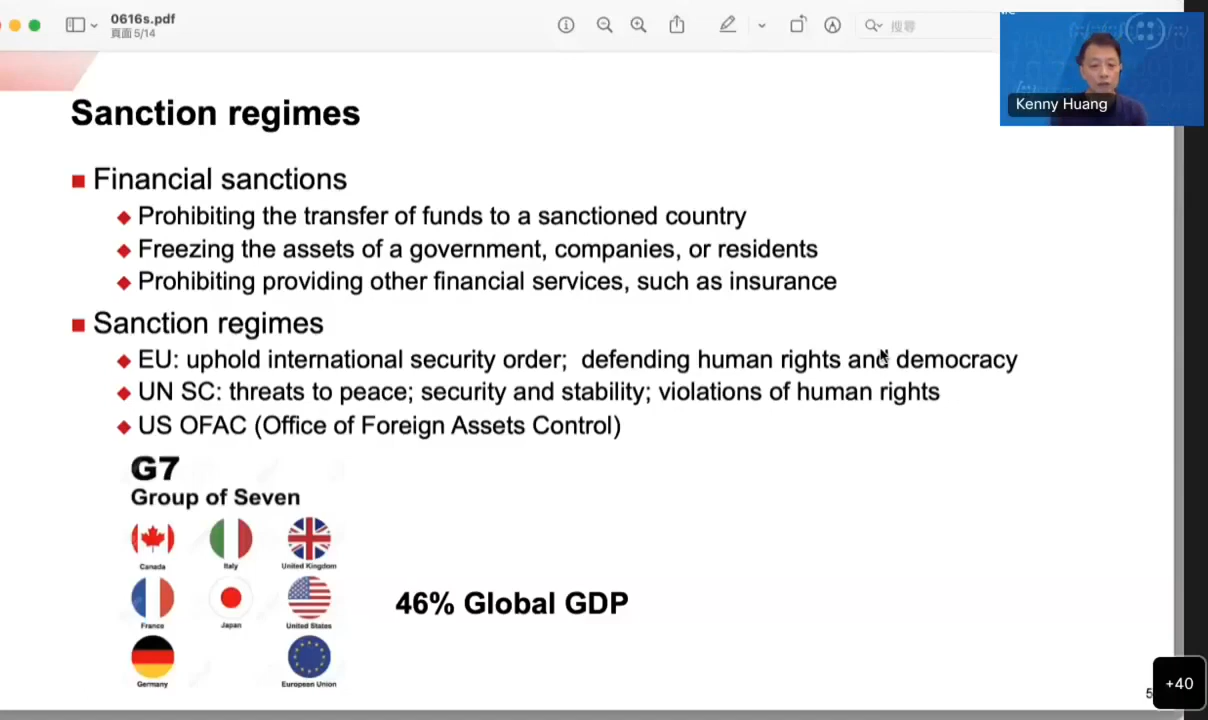 0616s.pdf
頁面 5/14
搜尋
Kenny Huang
Sanction regimes
Financial sanctions
Prohibiting the transfer of funds to a sanctioned country
Freezing the assets of a government, companies, or residents
Prohibiting providing other financial services, such as insurance
Sanction regimes
EU: uphold international security order; defending human rights and democracy
UN SC: threats to peace; security and stability; violations of human rights
US OFAC (Office of Foreign Assets Control)
G7
Group of Seven
Canada
Italy
United Kingdom
France
Japan
United States
Germany
European Union
46% Global GDP
5
+40